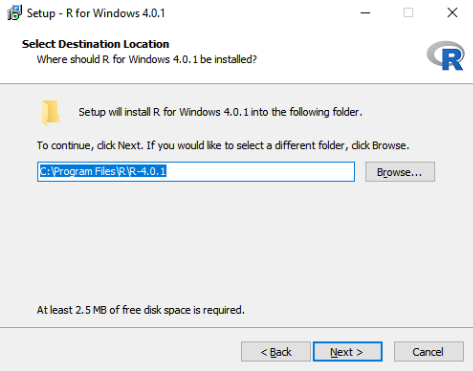 Setup - R for Windows 4.0.1
Select Destination Location
Where should R for Windows 4.0.1 be installed?
R
Setup will install R for Windows 4.0.1 into the following folder.
To continue, click Next. If you would like to select a different folder, click Browse.
C:\Program Files\R\R-4.0.1
Browse...
At least 2.5 MB of free disk space is required.
< Back
Next >
Cancel